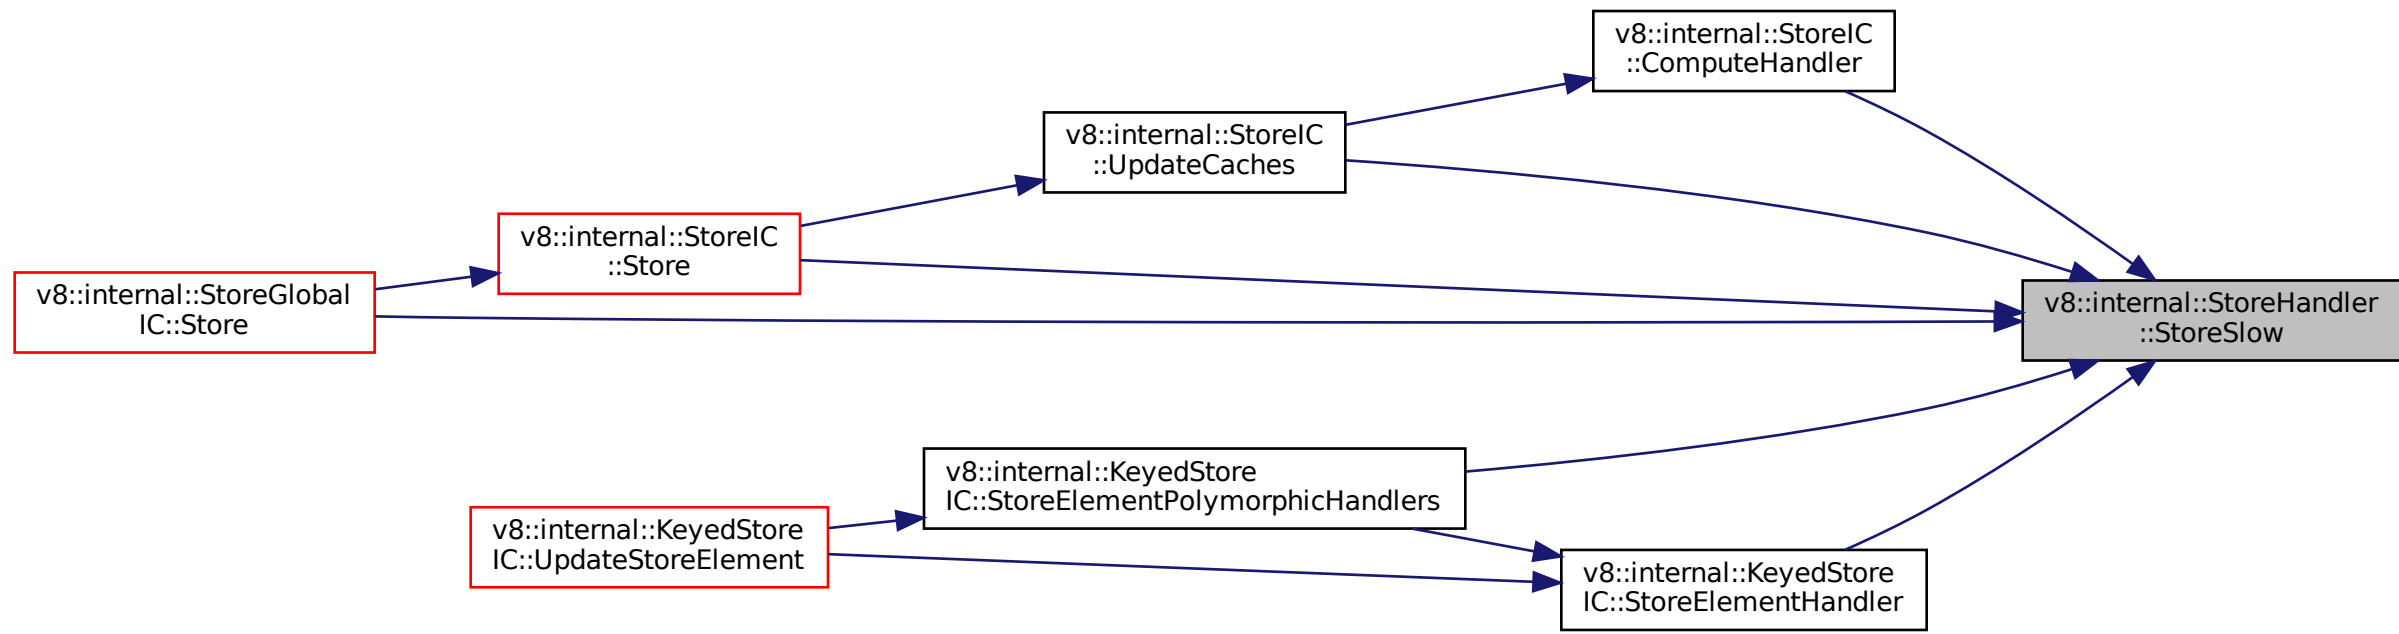 v8::internal::StoreIC
::ComputeHandler
v8::internal::StoreIC
::UpdateCaches
v8::internal::StoreIC
::Store
v8::internal::StoreGlobal
IC::Store
v8::internal::StoreHandler
::StoreSlow
v8::internal::KeyedStore
IC::StoreElementPolymorphicHandlers
v8::internal::KeyedStore
IC::UpdateStoreElement
v8::internal::KeyedStore
IC::StoreElementHandler